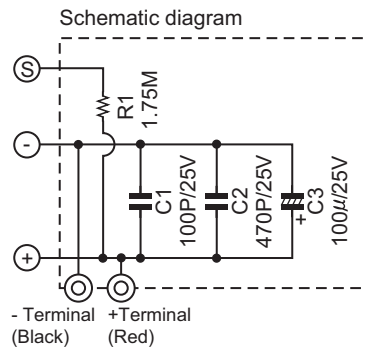 Schematic diagram
S
R1
1.75M
-
C1
100P/25V
C2
470P/25V
+
C3
100μ/25V
+
- Terminal
(Black)
+Terminal
(Red)